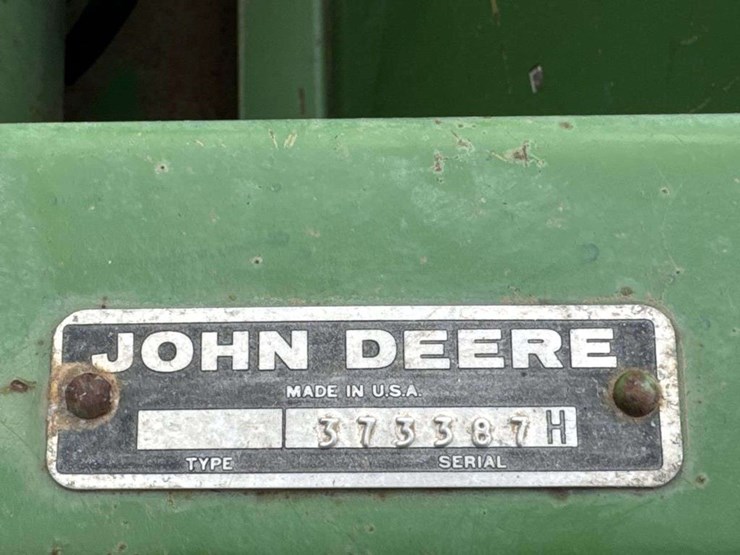 JOHN DEERE
MADE IN U.S.A.
373387H
TYPE SERIAL